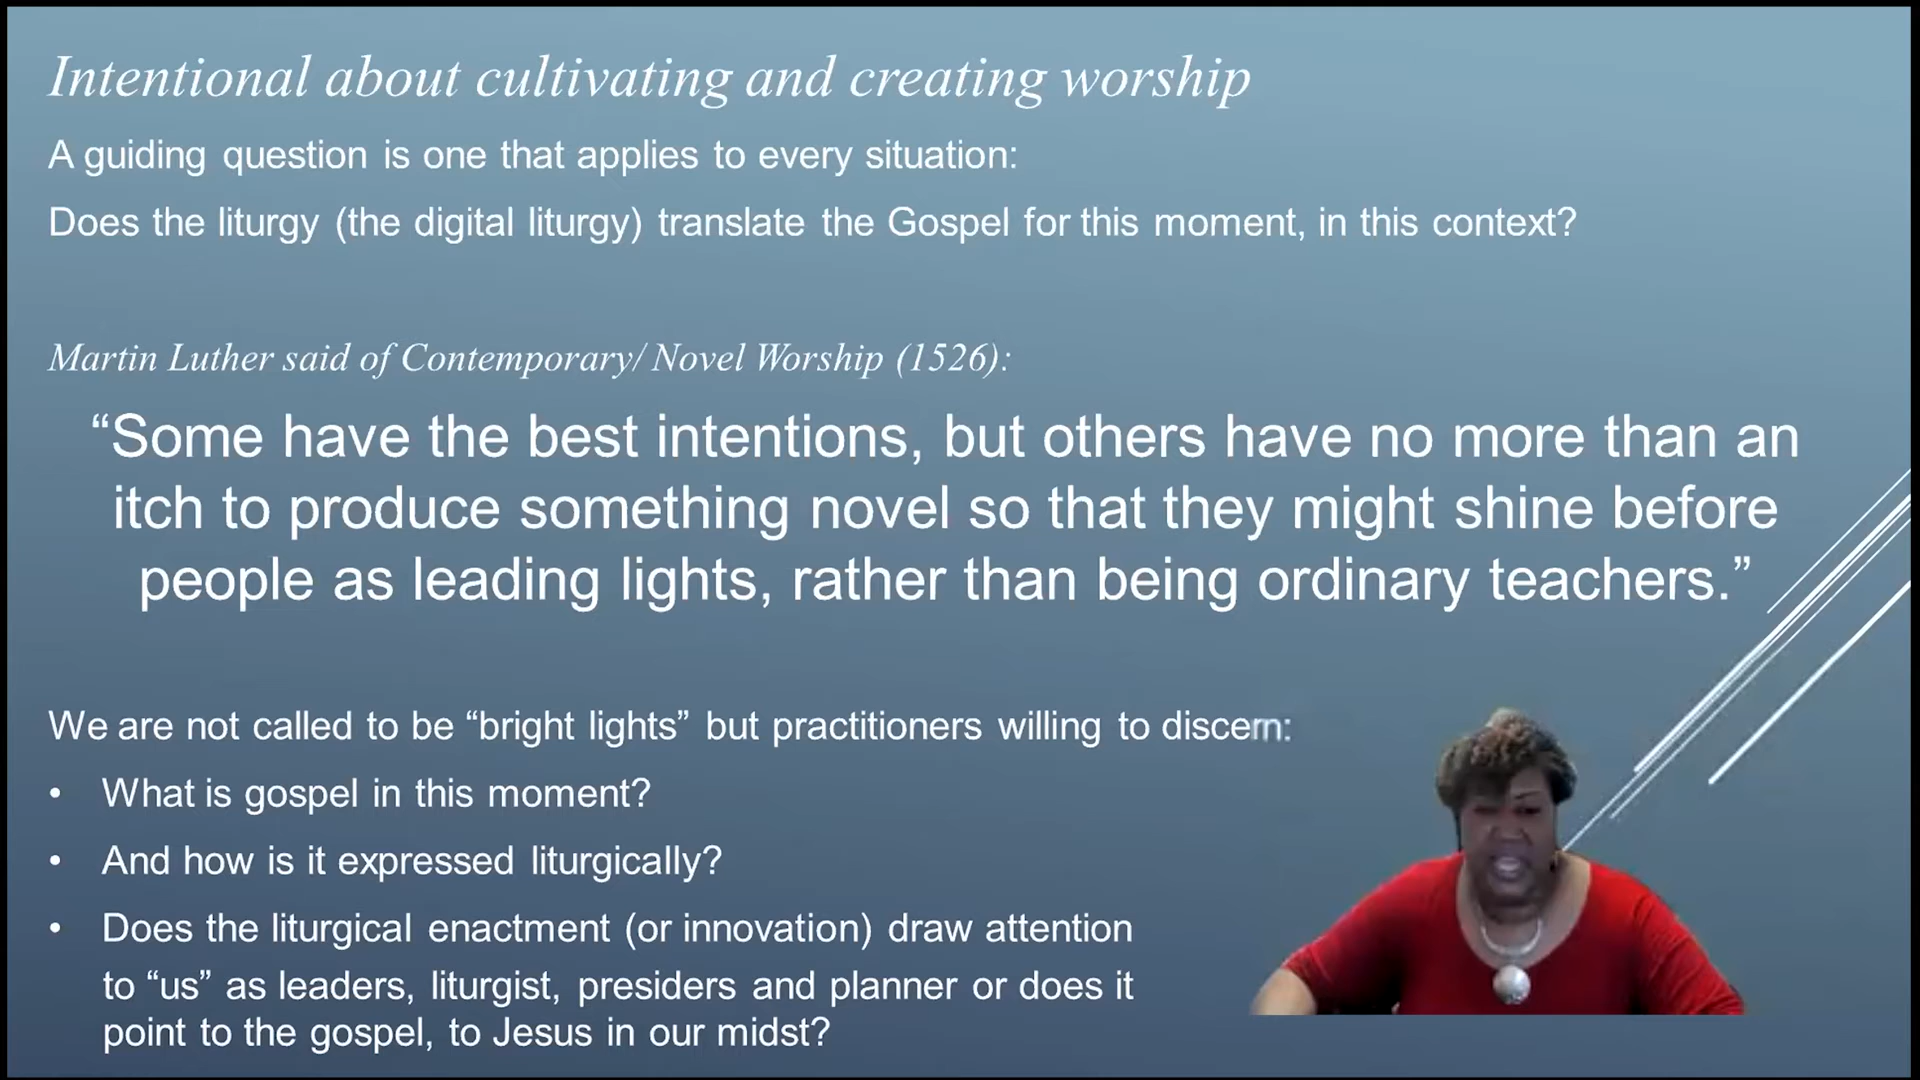 Intentional about cultivating and creating worship
A guiding question is one that applies to every situation:
Does the liturgy (the digital liturgy) translate the Gospel for this moment, in this context?
Martin Luther said of Contemporary/ Novel Worship (1526):
“Some have the best intentions, but others have no more than an
itch to produce something novel so that they might shine before
people as leading lights, rather than being ordinary teachers.”
We are not called to be “bright lights” but practitioners willing to discern:
• What is gospel in this moment?
• And how is it expressed liturgically?
• Does the liturgical enactment (or innovation) draw attention
to “us” as leaders, liturgist, presiders and planner or does it
point to the gospel, to Jesus in our midst?